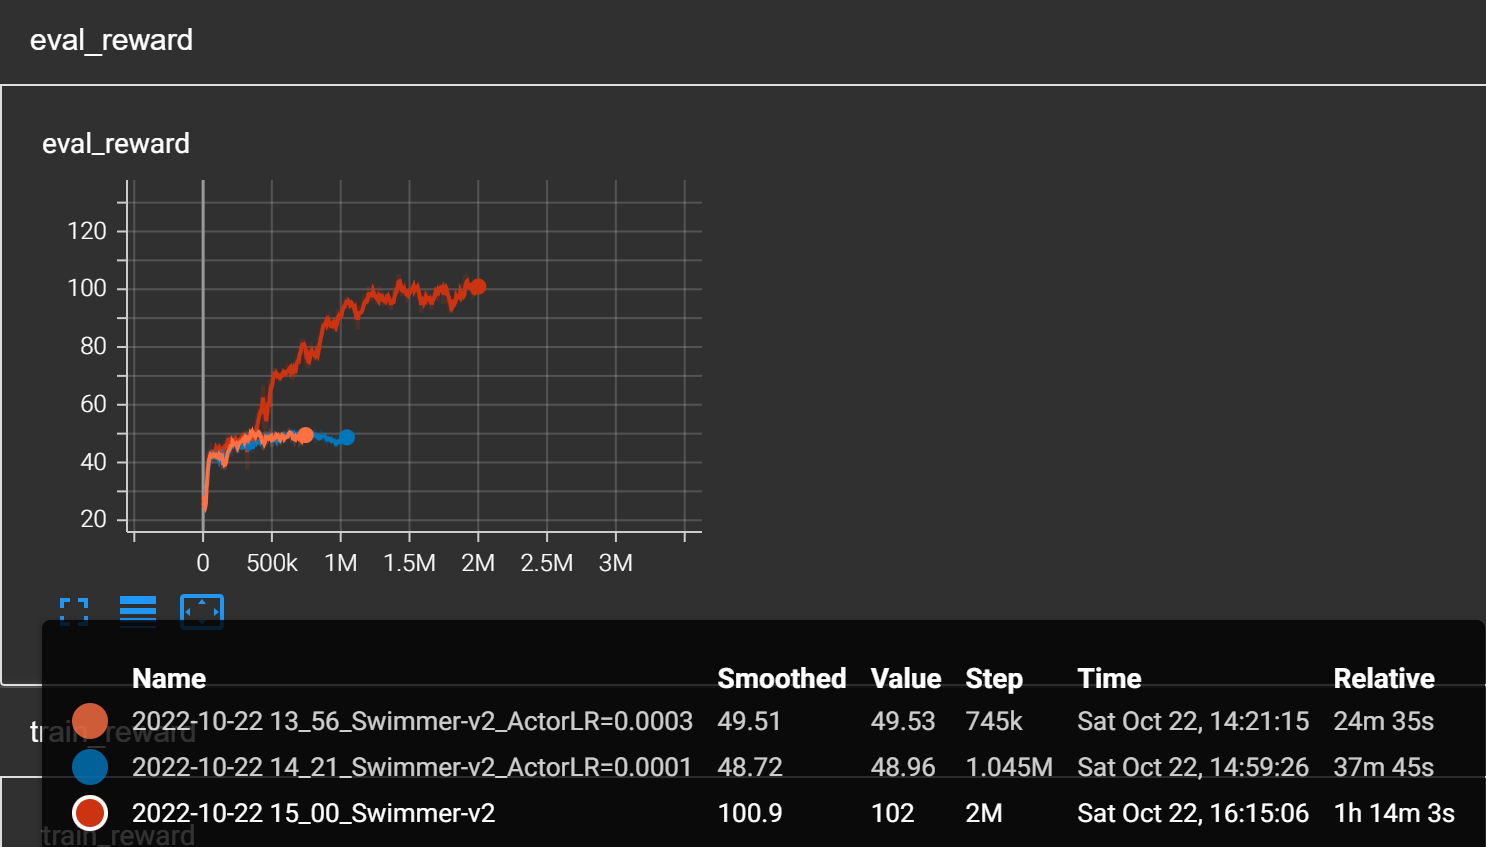 eval_reward
eval_reward
120
100
80
60
40
20
0 500k 1M 1.5M 2M 2.5M 3M
Name Smoothed Value Step Time Relative
train_reward
2022-10-22 13_56_Swimmer-v2_ActorLR=0.0003 49.51 49.53 745k Sat Oct 22, 14:21:15 24m 35s
2022-10-22 14_21_Swimmer-v2_ActorLR=0.0001 48.72 48.96 1.045M Sat Oct 22, 14:59:26 37m 45s
2022-10-22 15_00_Swimmer-v2 100.9 102 2M Sat Oct 22, 16:15:06 1h 14m 3s
train_reward